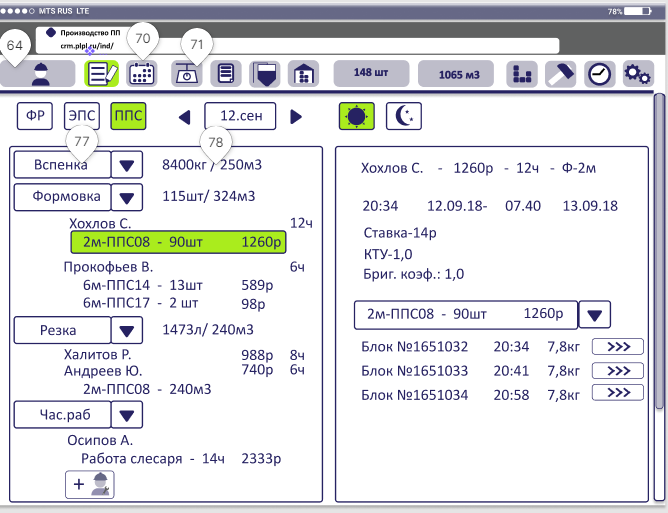 MTS RUS LTE
78%
Производство ПП
crm.plpl.ru/ind/
64
70
71
148 шт
1065 м3
ФР
ЭПС
ППС
12.сен
77
78
Вспенка
8400кг / 250м3
Формовка
115шт/ 324м3
Хохлов С. 12ч
2м-ППС08 - 90шт 1260р
Прокофьев В. 6ч
6м-ППС14 - 13шт 589р
6м-ППС17 - 2 шт 98р
Резка
1473л/ 240м3
Халитов Р. 988р 8ч
Андреев Ю. 740р 6ч
2м-ППС08 - 240м3
Час.раб
Осипов А.
Работа слесаря - 14ч 2333р
+
Хохлов С. - 1260р - 12ч - Ф-2м
20:34 12.09.18- 07.40 13.09.18
Ставка-14р
КТУ-1,0
Бриг. коэф.: 1,0
2м-ППС08 - 90шт 1260р
Блок №1651032 20:34 7,8кг >>>
Блок №1651033 20:41 7,8кг >>>
Блок №1651034 20:58 7,8кг >>>